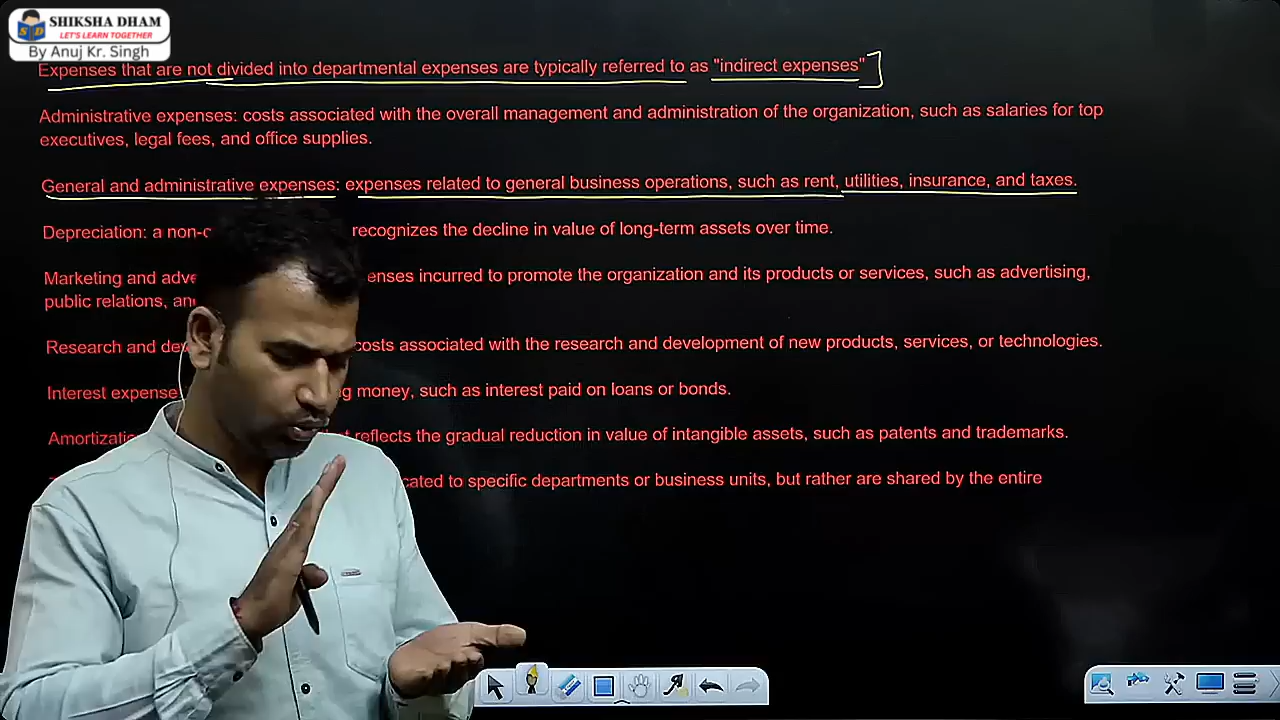 SHIKSHA DHAM
LET'S LEARN TOGETHER
By Anuj Kr. Singh
Expenses that are not divided into departmental expenses are typically referred to as "indirect expenses"
Administrative expenses: costs associated with the overall management and administration of the organization, such as salaries for top
executives, legal fees, and office supplies.
General and administrative expenses: expenses related to general business operations, such as rent, utilities, insurance, and taxes.
Depreciation: a recognizes the decline in value of long-term assets over time.
Marketing and incurred to promote the organization and its products or services, such as advertising,
public relations,
Research and costs associated with the research and development of new products, services, or technologies.
Interest expense money, such as interest paid on loans or bonds.
reflects the gradual reduction in value of intangible assets, such as patents and trademarks.
to specific departments or business units, but rather are shared by the entire